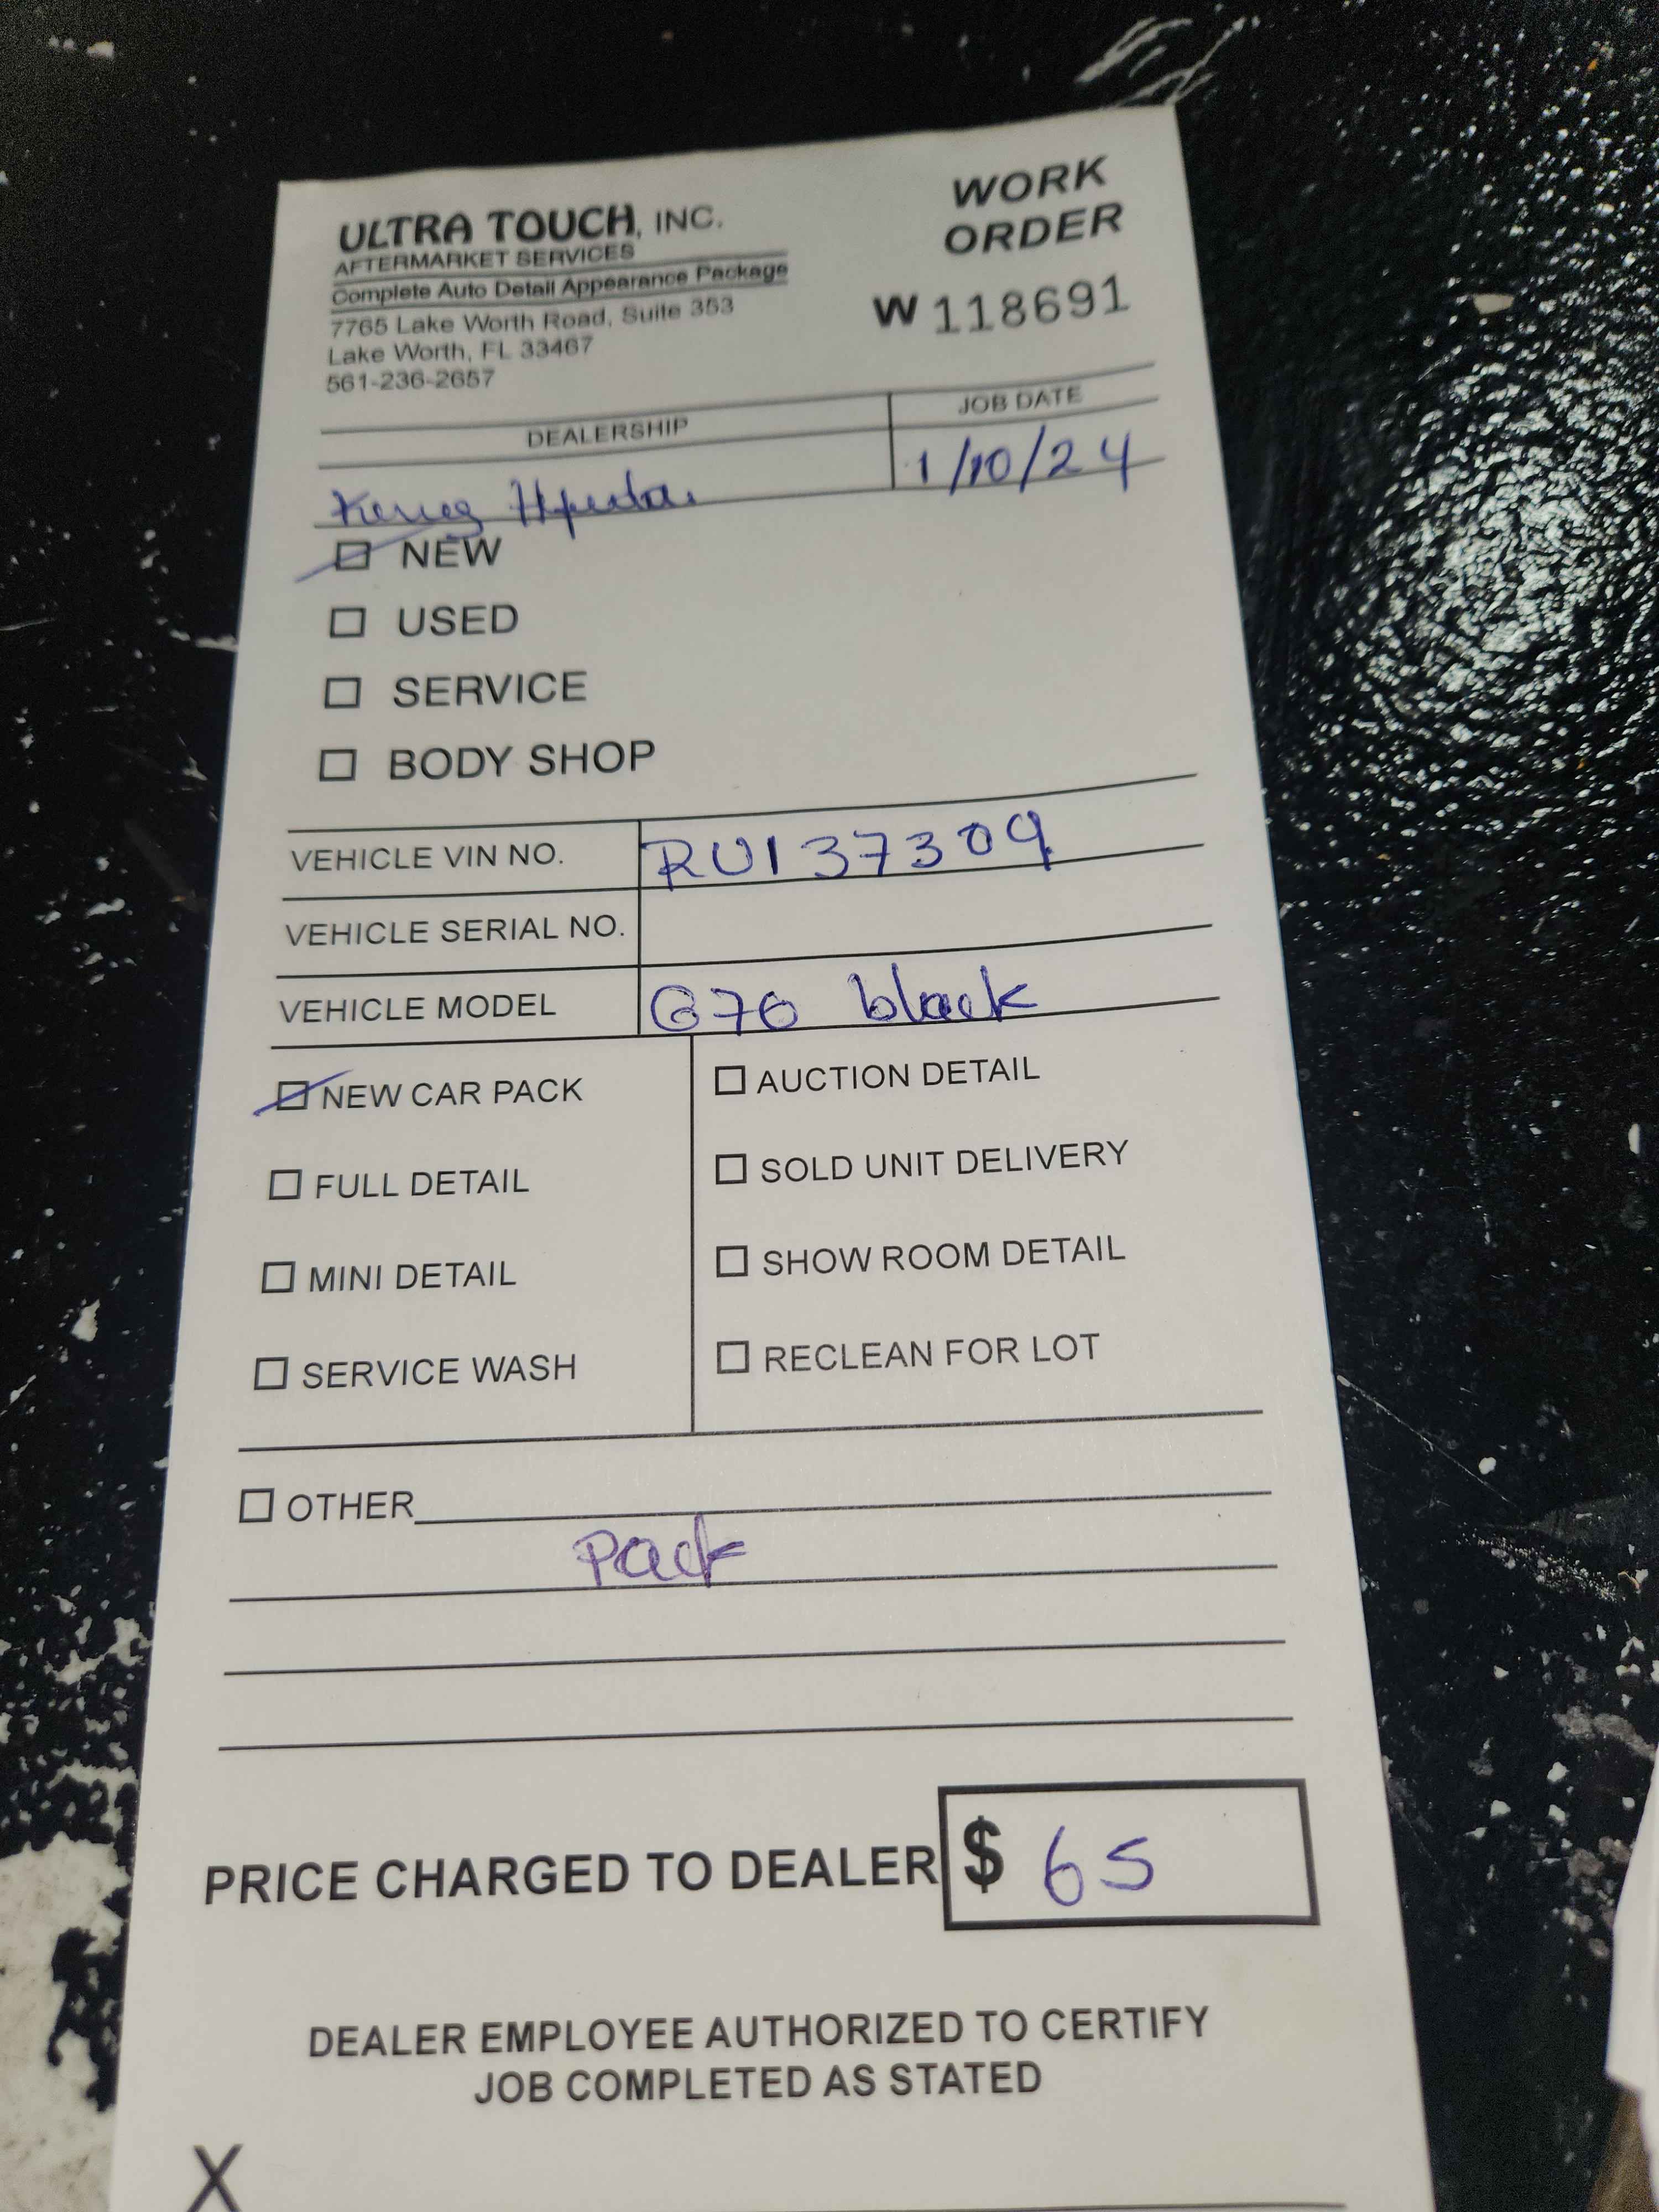 ULTRA TOUCH, INC.
AFTERMARKET SERVICES
Complete Auto Detail Appearance Package
7765 Lake Worth Road, Suite 353
Lake Worth, FL 33467
561-236-2657
WORK
ORDER
W 118691
DEALERSHIP
JOB DATE
1/10/24
NEW
USED
SERVICE
BODY SHOP
VEHICLE VIN NO. RU137309
VEHICLE SERIAL NO.
VEHICLE MODEL G70 black
NEW CAR PACK
FULL DETAIL
MINI DETAIL
SERVICE WASH
AUCTION DETAIL
SOLD UNIT DELIVERY
SHOW ROOM DETAIL
RECLEAN FOR LOT
OTHER
Pack
PRICE CHARGED TO DEALER $ 65
DEALER EMPLOYEE AUTHORIZED TO CERTIFY
JOB COMPLETED AS STATED
X